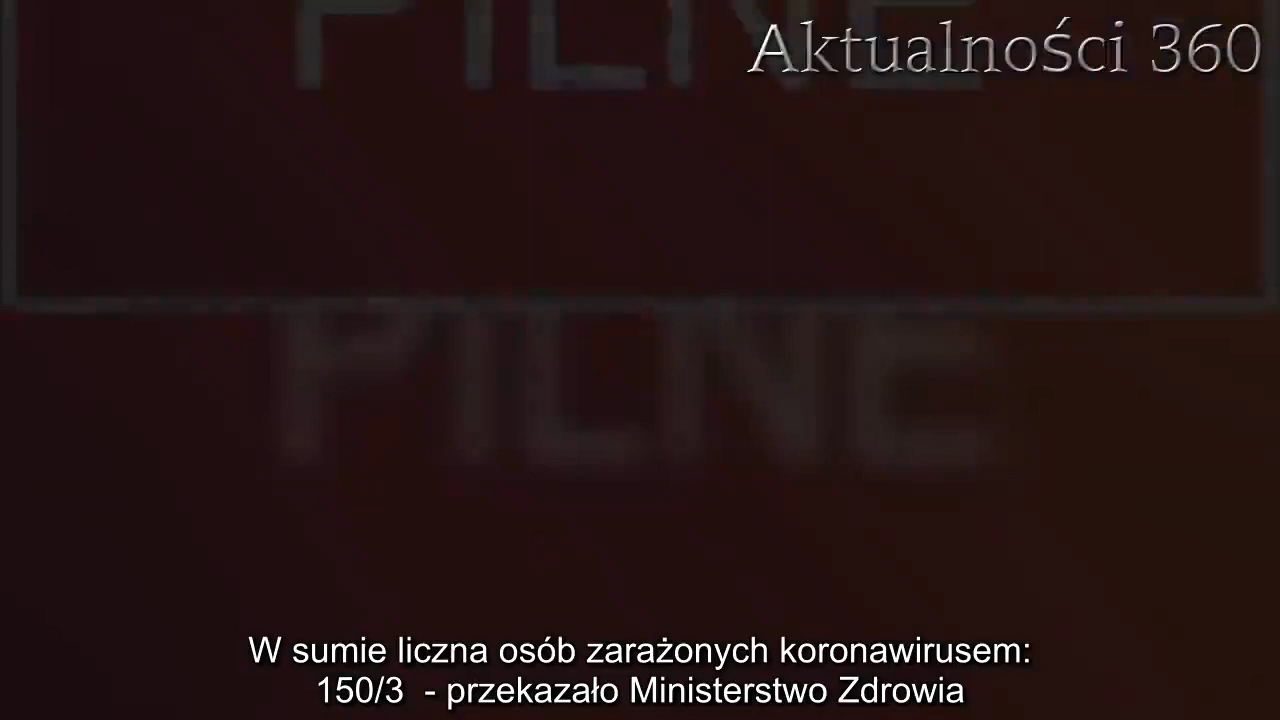 PILNE
Aktualności 360
PILNE
W sumie liczna osób zarażonych koronawirusem:
150/3 - przekazało Ministerstwo Zdrowia